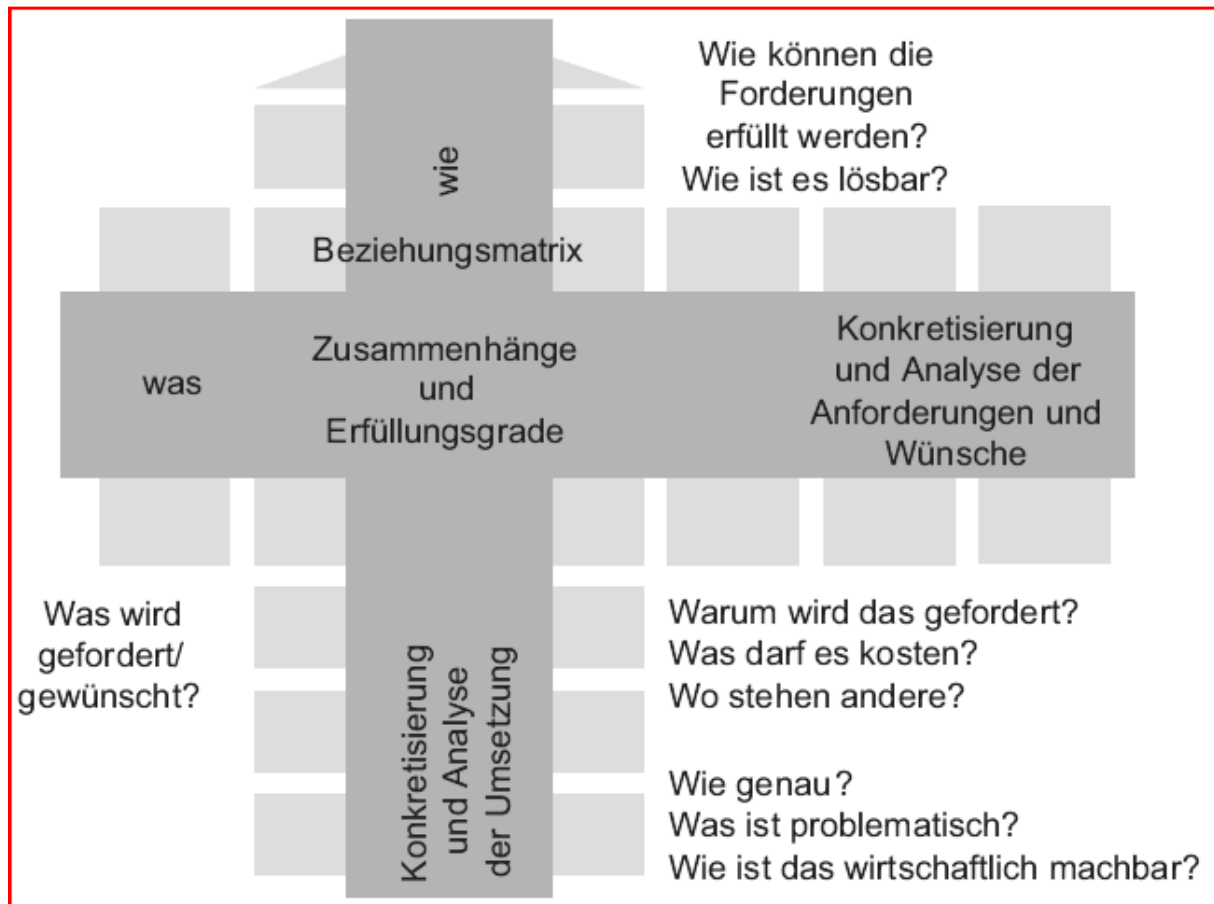 Wie können die
Forderungen
erfüllt werden?
Wie ist es lösbar?
wie
Beziehungsmatrix
was
Zusammenhänge
und
Erfüllungsgrade
Konkretisierung
und Analyse der
Anforderungen und
Wünsche
Was wird
gefordert/
gewünscht?
Konkretisierung
und Analyse
der Umsetzung
Warum wird das gefordert?
Was darf es kosten?
Wo stehen andere?
Wie genau?
Was ist problematisch?
Wie ist das wirtschaftlich machbar?